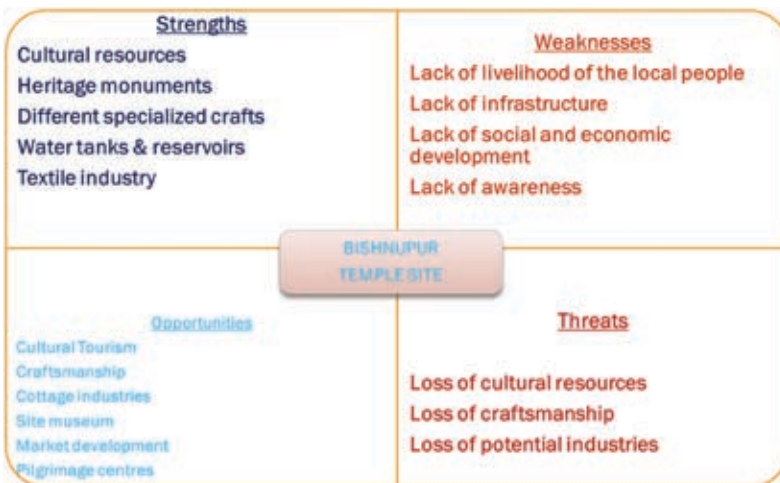 Strengths
Cultural resources
Heritage monuments
Different specialized crafts
Water tanks & reservoirs
Textile industry
Weaknesses
Lack of livelihood of the local people
Lack of infrastructure
Lack of social and economic
development
Lack of awareness
BISHNUPUR
TEMPLE SITE
Opportunities
Cultural Tourism
Craftsmanship
Cottage industries
Site museum
Market development
Pilgrimage centres
Threats
Loss of cultural resources
Loss of craftsmanship
Loss of potential industries